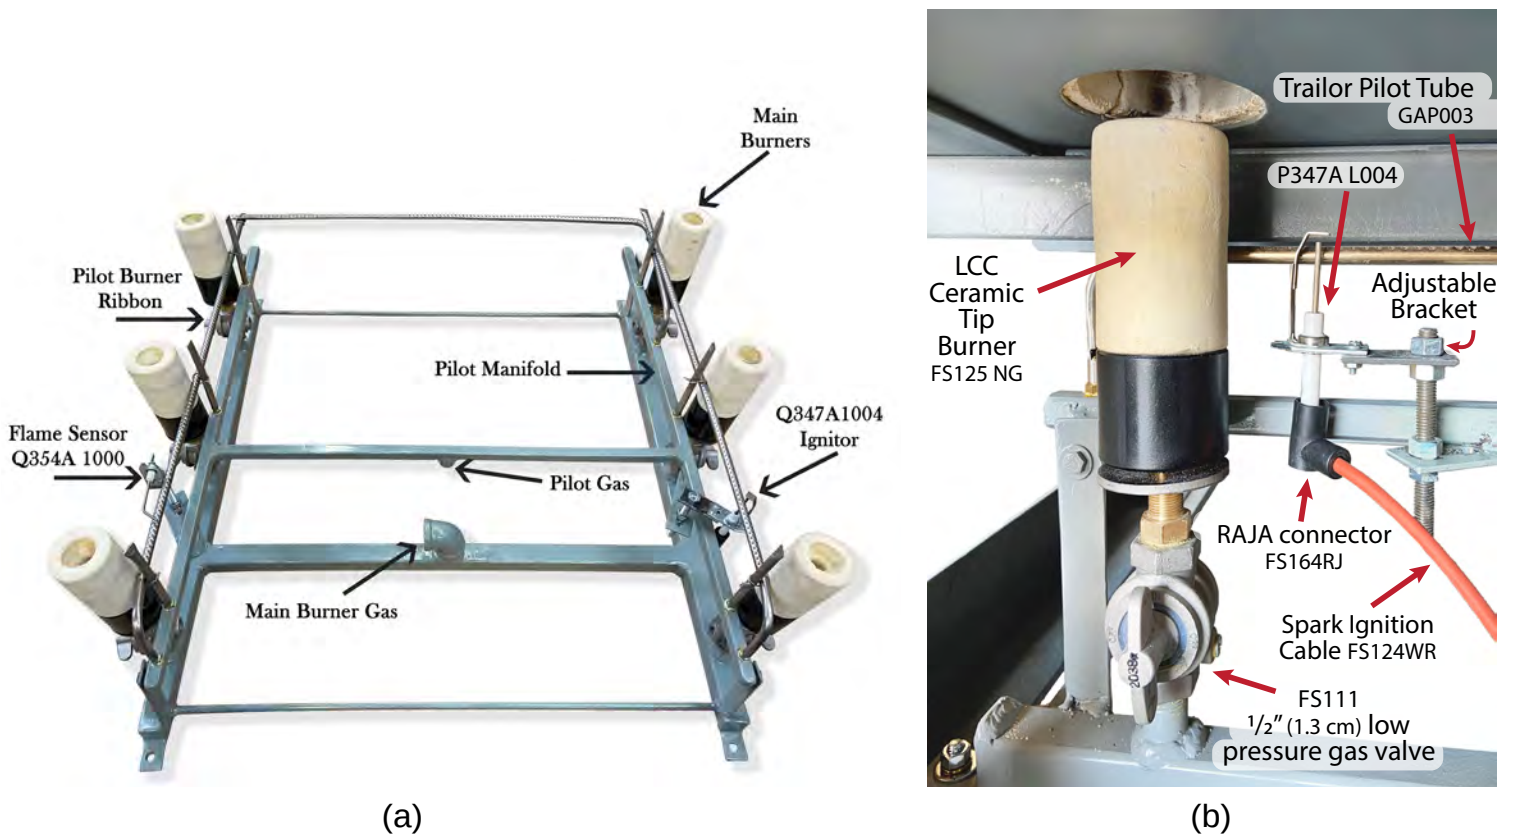 Main
Burners
Pilot Burner
Ribbon
Pilot Manifold
Flame Sensor
Q354A 1000
Q347A1004
Ignitor
Pilot Gas
Main Burner Gas
(a)
Trailor Pilot Tube
GAP003
P347A L004
LCC
Ceramic
Tip
Burner
FS125 NG
Adjustable
Bracket
RAJA connector
FS164RJ
Spark Ignition
Cable FS124WR
2038
FS111
1/2" (1.3 cm) low
pressure gas valve
(b)